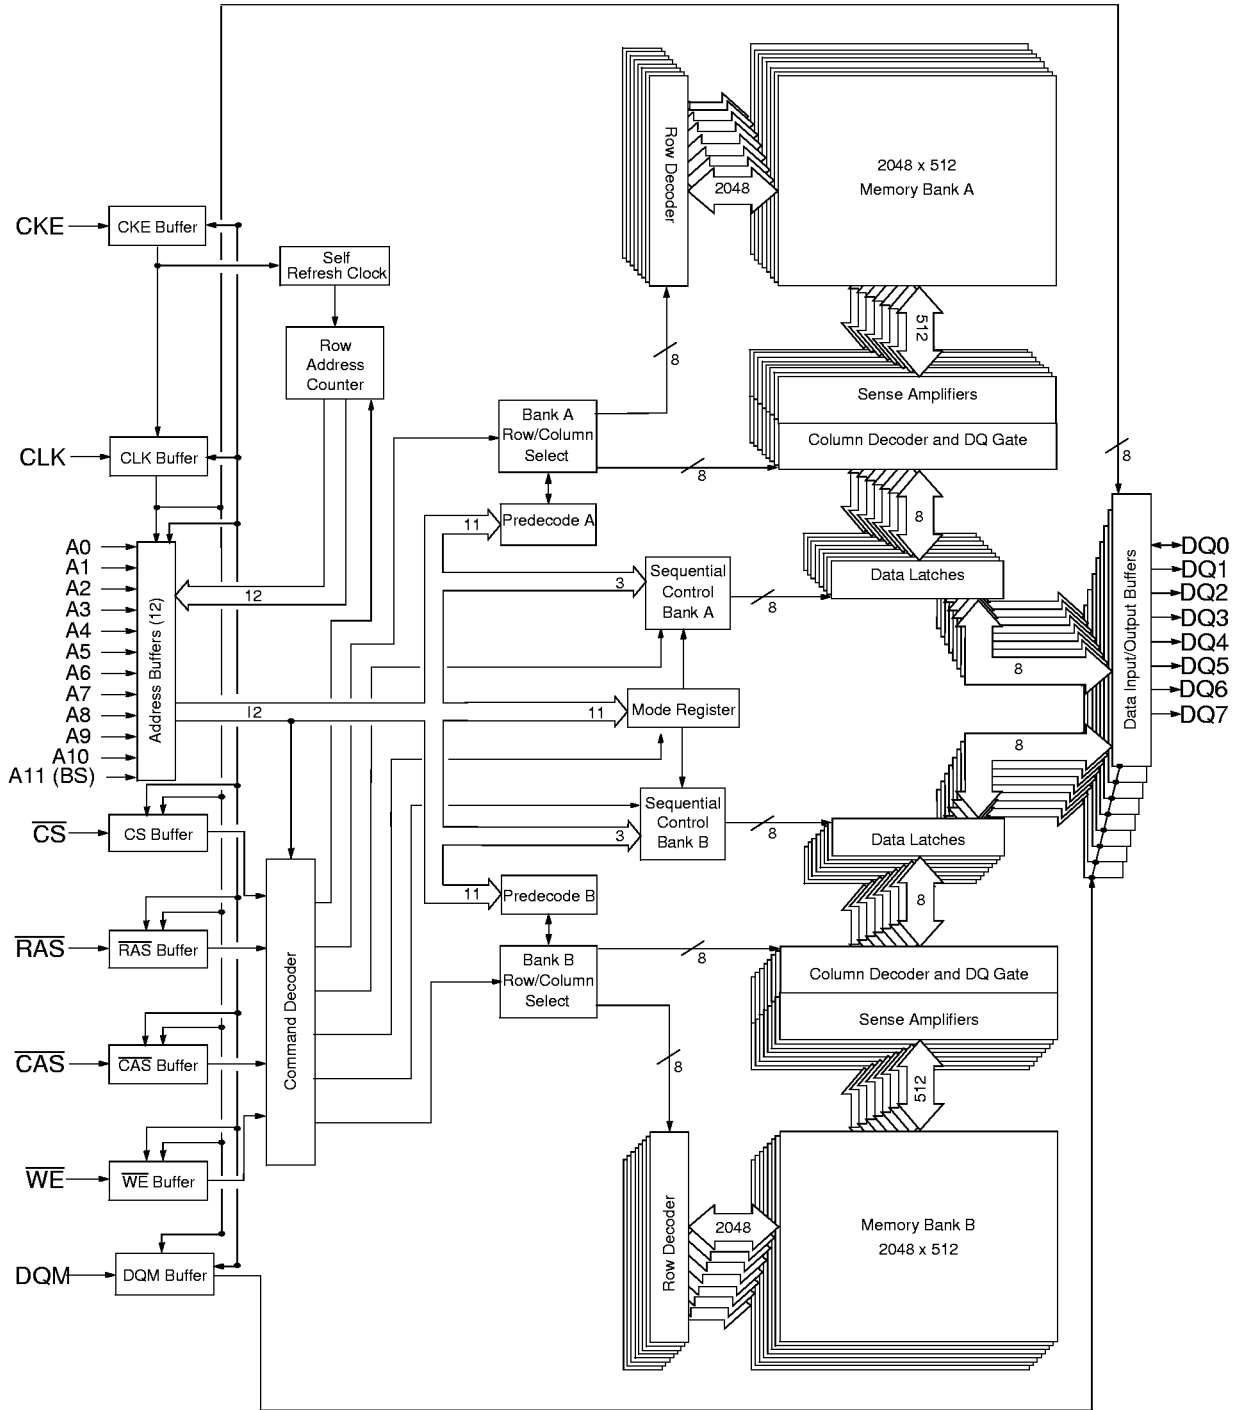 2048 x 512
Memory Bank A
Row Decoder
2048
CKE
CKE Buffer
Self
Refresh Clock
512
Row
Address
Counter
8
Sense Amplifiers
Column Decoder and DQ Gate
Bank A
Row/Column
Select
8
8
CLK
CLK Buffer
8
11
Predecode A
A0
A1
A2
A3
A4
A5
A6
A7
A8
A9
A10
A11 (BS)
Address Buffers (12)
12
3
Sequential
Control
Bank A
8
Data Latches
Data Input/Output Buffers
DQ0
DQ1
DQ2
DQ3
DQ4
DQ5
DQ6
DQ7
8
I2
11
Mode Register
8
CS
CS Buffer
Sequential
Control
Bank B
3
8
Data Latches
11
Predecode B
8
RAS
RAS Buffer
Command Decoder
Bank B
Row/Column
Select
8
Column Decoder and DQ Gate
Sense Amplifiers
CAS
CAS Buffer
8
512
WE
WE Buffer
Row Decoder
2048
Memory Bank B
2048 x 512
DQM
DQM Buffer